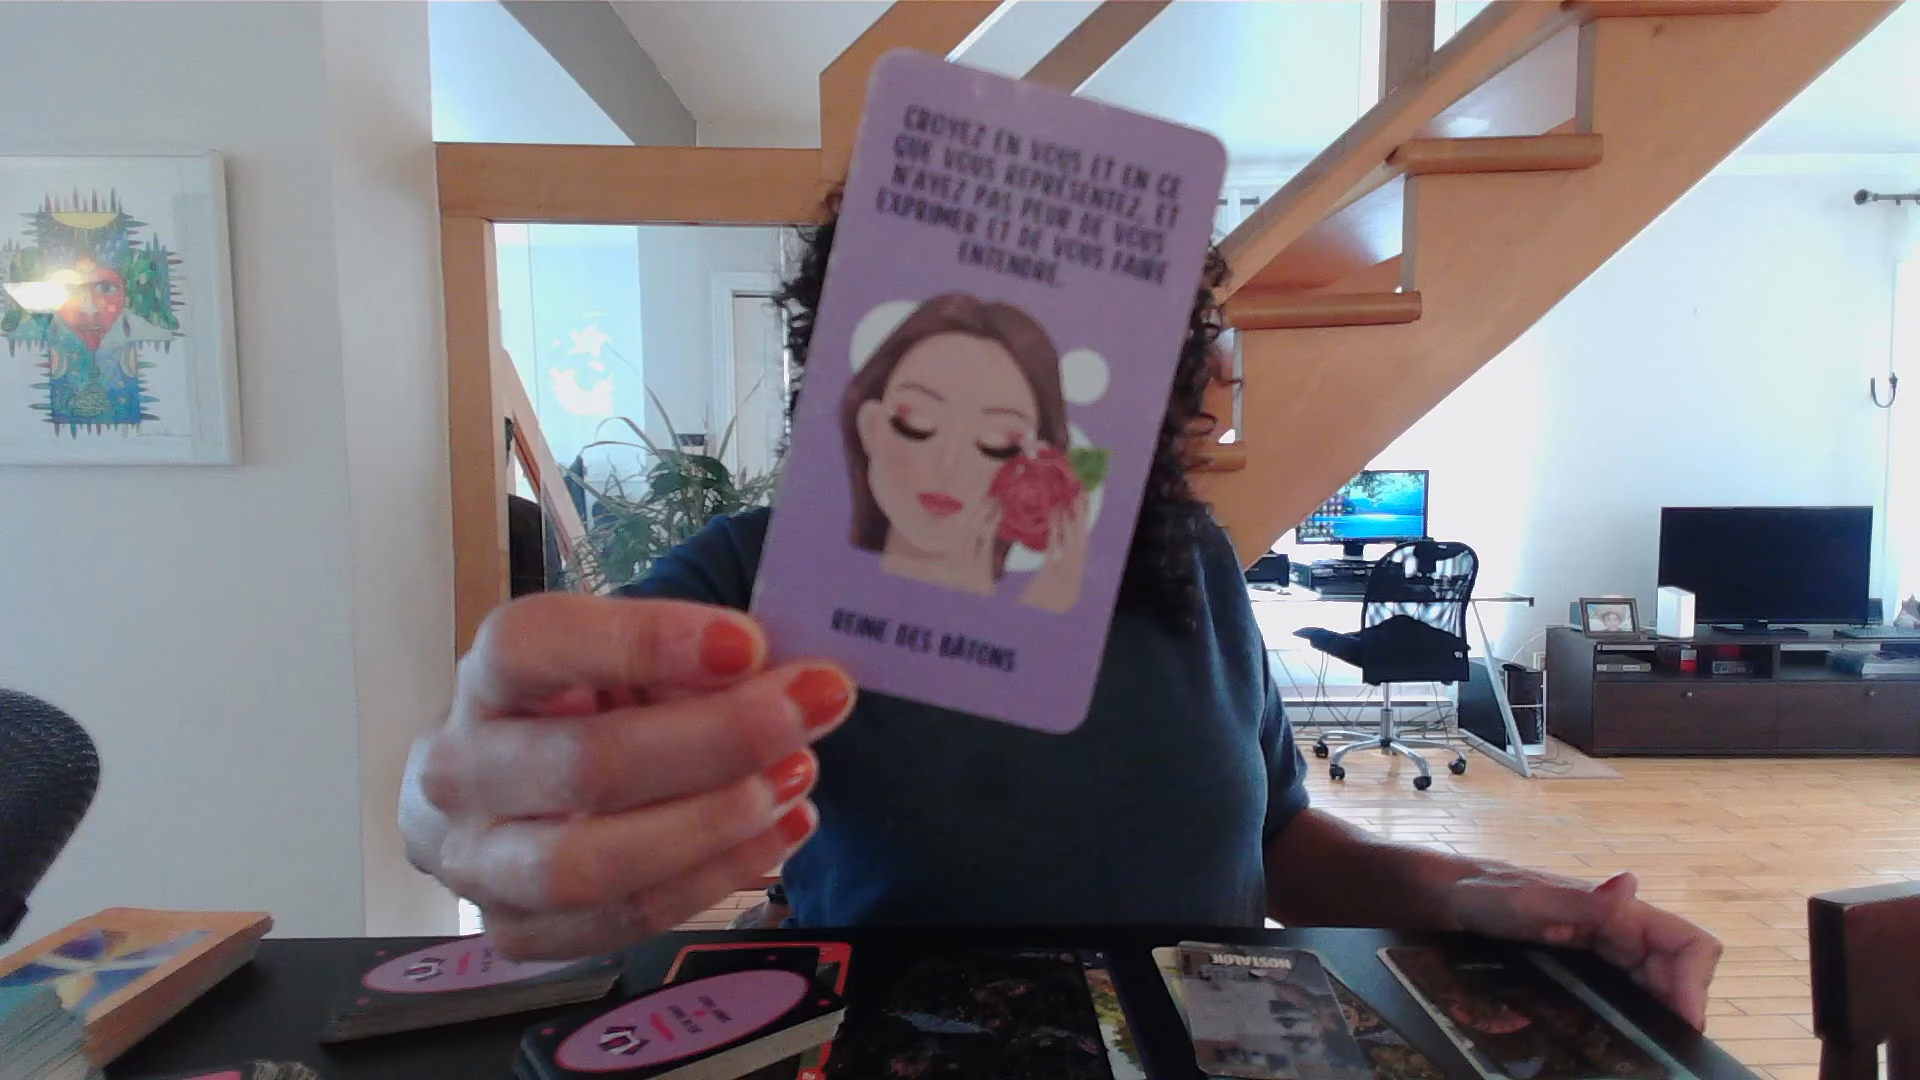 CROYEZ EN VOUS ET EN CE
QUE VOUS REPRÉSENTEZ, ET
N'AYEZ PAS PEUR DE VOUS
EXPRIMER ET DE VOUS FAIRE
ENTENDRE.
REINE DES BÂTONS
NOSTALGIE